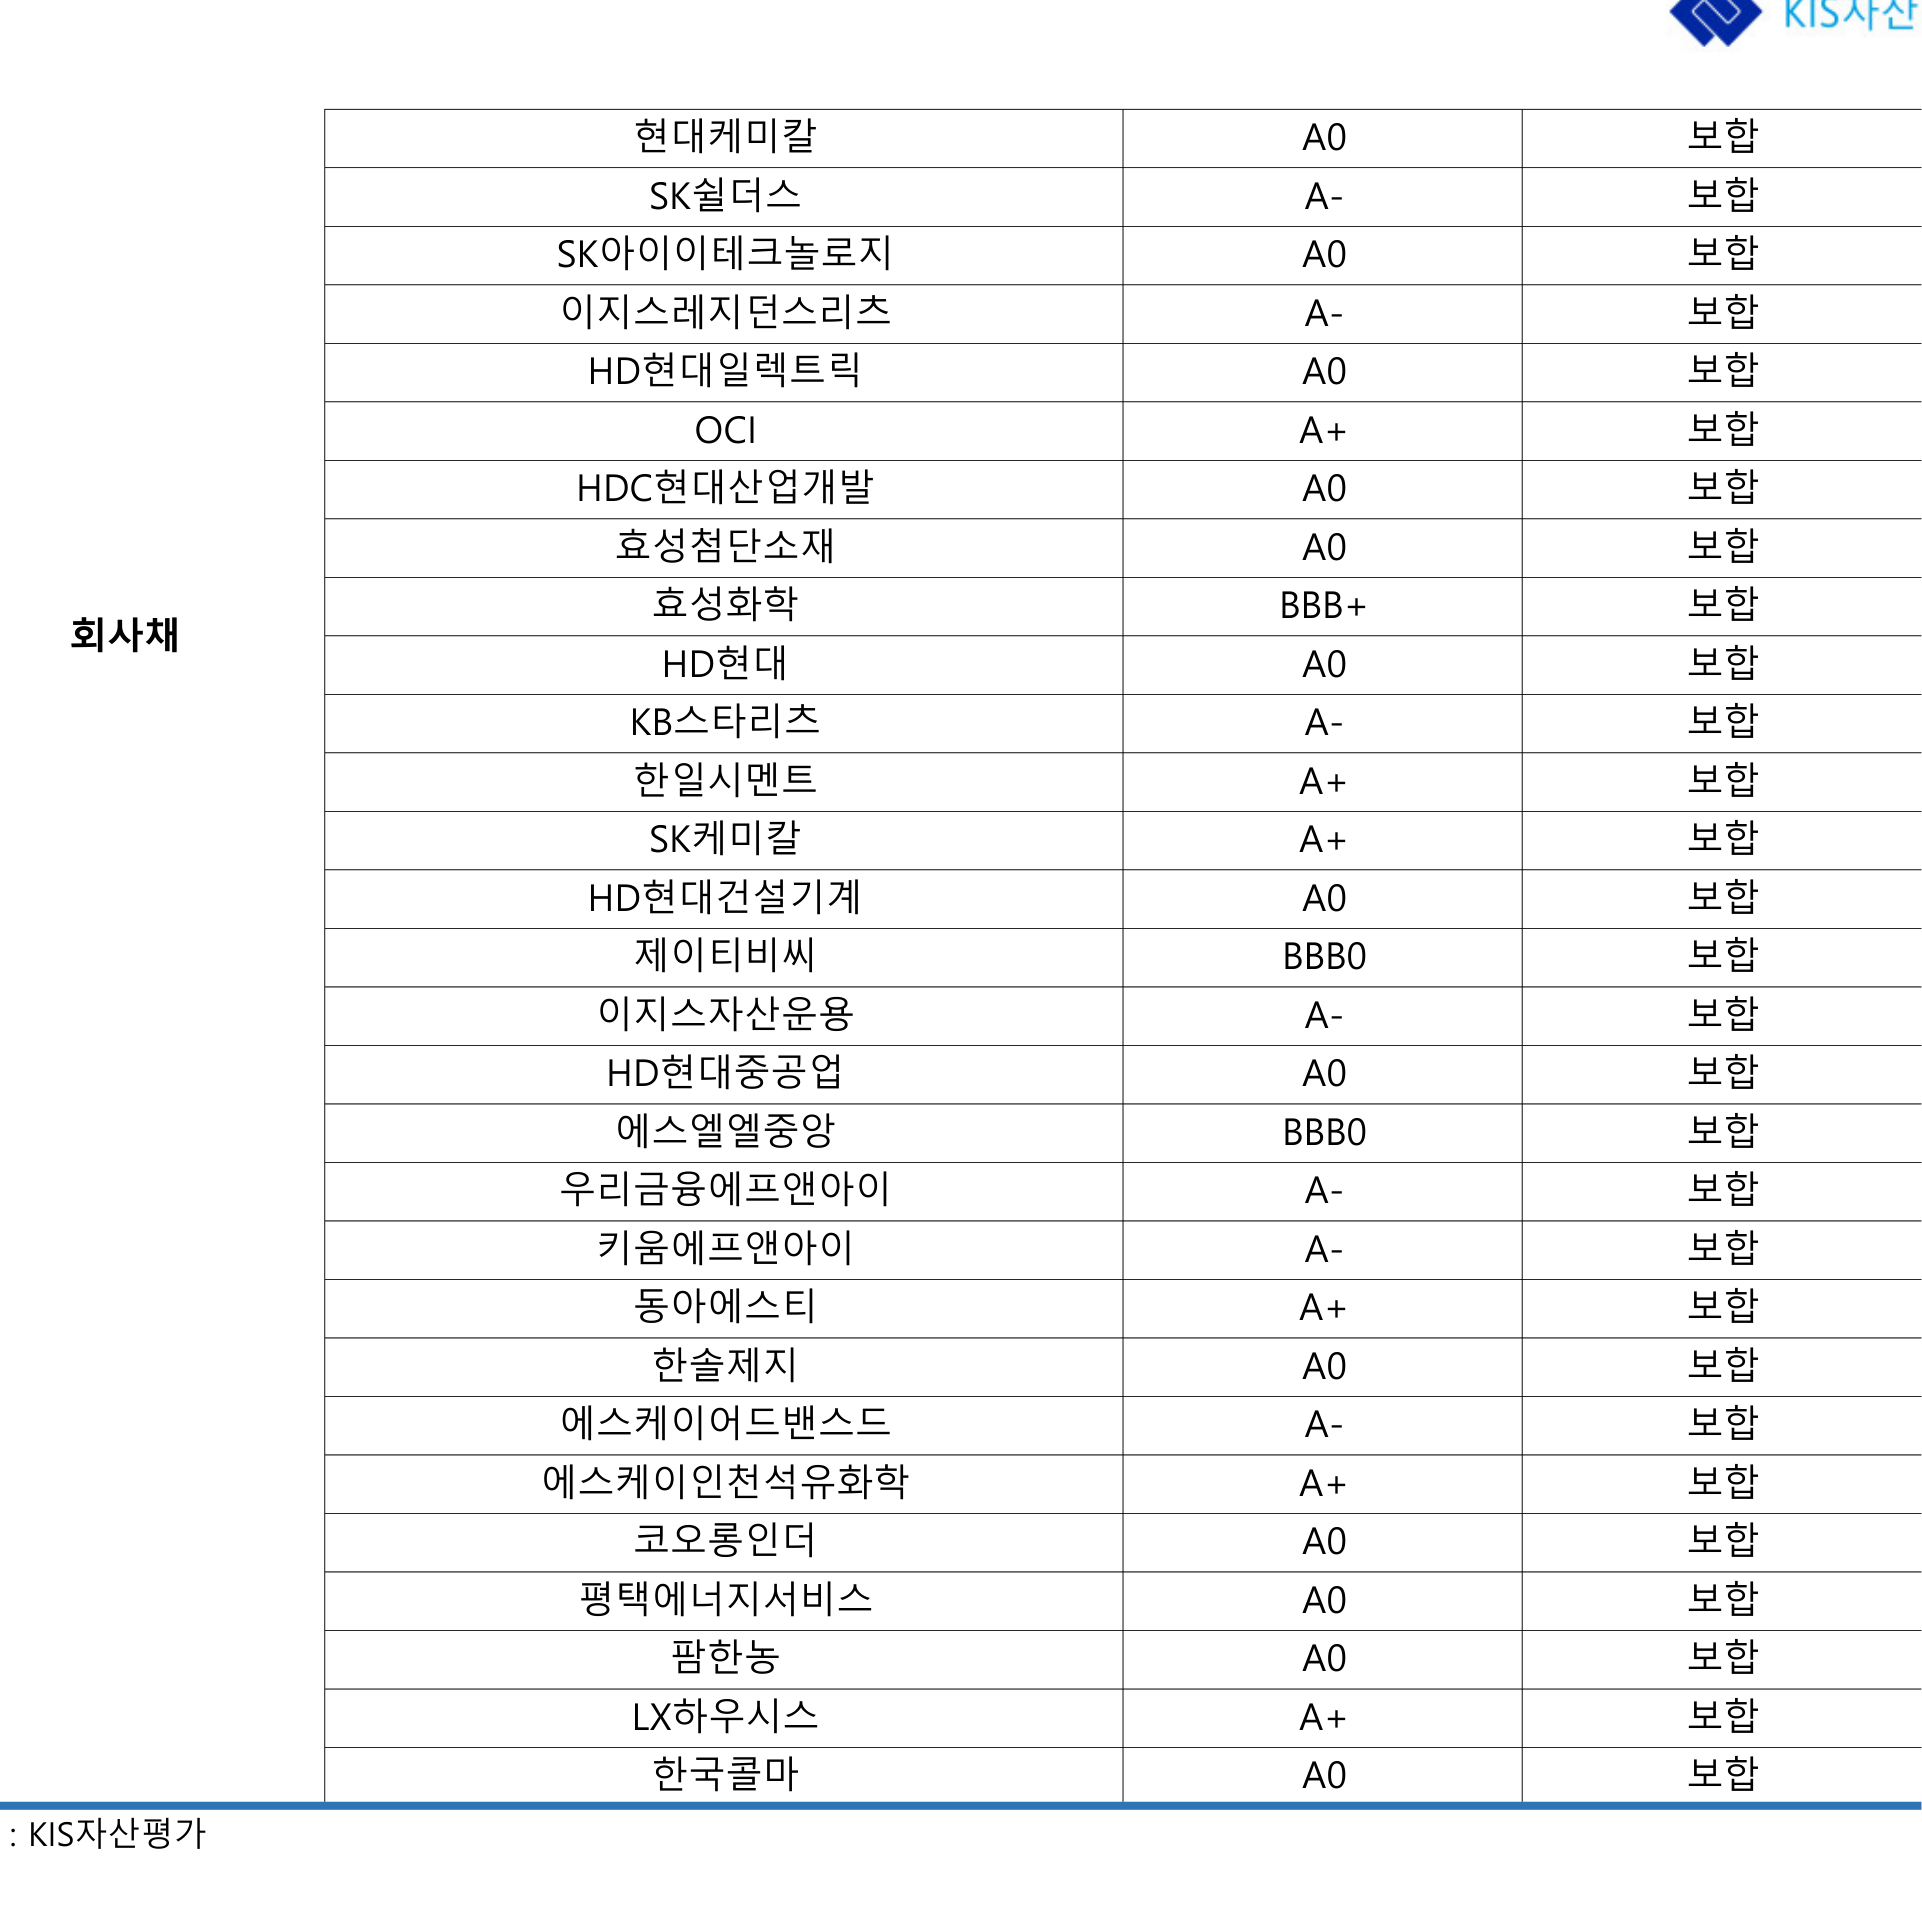 KIS자산
현대케미칼 A0 보합
SK쉴더스 A- 보합
SK아이이테크놀로지 A0 보합
이지스레지던스리츠 A- 보합
HD현대일렉트릭 A0 보합
OCI A+ 보합
HDC현대산업개발 A0 보합
효성첨단소재 A0 보합
효성화학 BBB+ 보합
회사채
HD현대 A0 보합
KB스타리츠 A- 보합
한일시멘트 A+ 보합
SK케미칼 A+ 보합
HD현대건설기계 A0 보합
제이티비씨 BBB0 보합
이지스자산운용 A- 보합
HD현대중공업 A0 보합
에스엘엘중앙 BBB0 보합
우리금융에프앤아이 A- 보합
키움에프앤아이 A- 보합
동아에스티 A+ 보합
한솔제지 A0 보합
에스케이어드밴스드 A- 보합
에스케이인천석유화학 A+ 보합
코오롱인더 A0 보합
평택에너지서비스 A0 보합
팜한농 A0 보합
LX하우시스 A+ 보합
한국콜마 A0 보합
: KIS자산평가